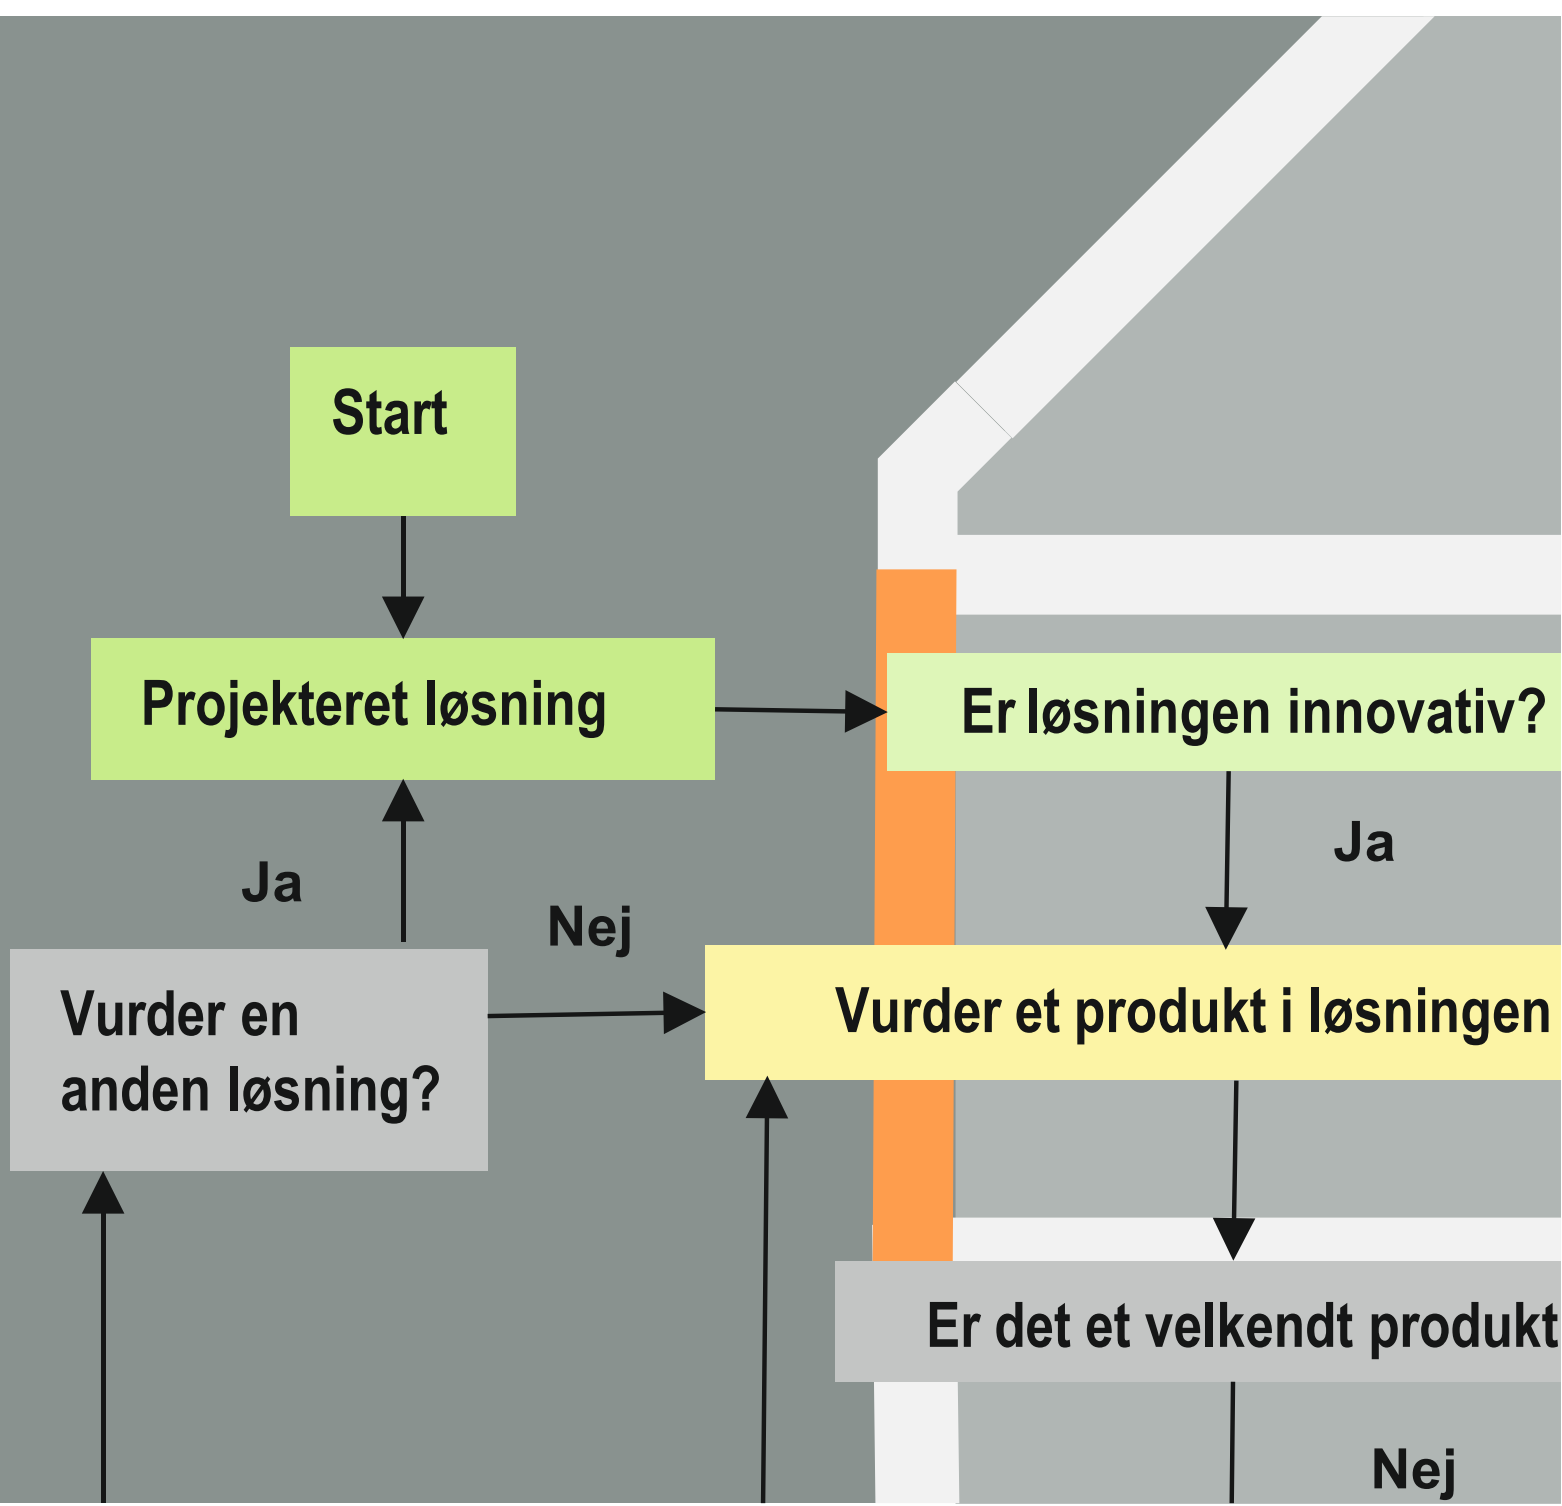 Start
Projekteret løsning
Er løsningen innovativ?
Ja
Ja
Nej
Vurder en
anden løsning?
Vurder et produkt i løsningen
Er det et velkendt produkt
Nej